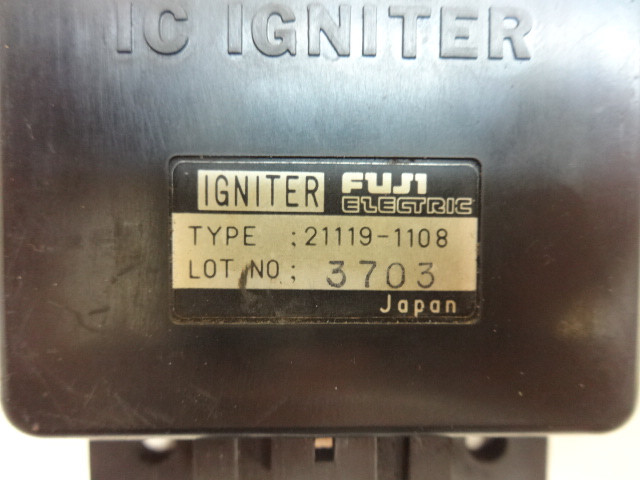 IC IGNITER
IGNITER FUJI ELECTRIC
TYPE ; 21119-1108
LOT NO ; 3703
Japan